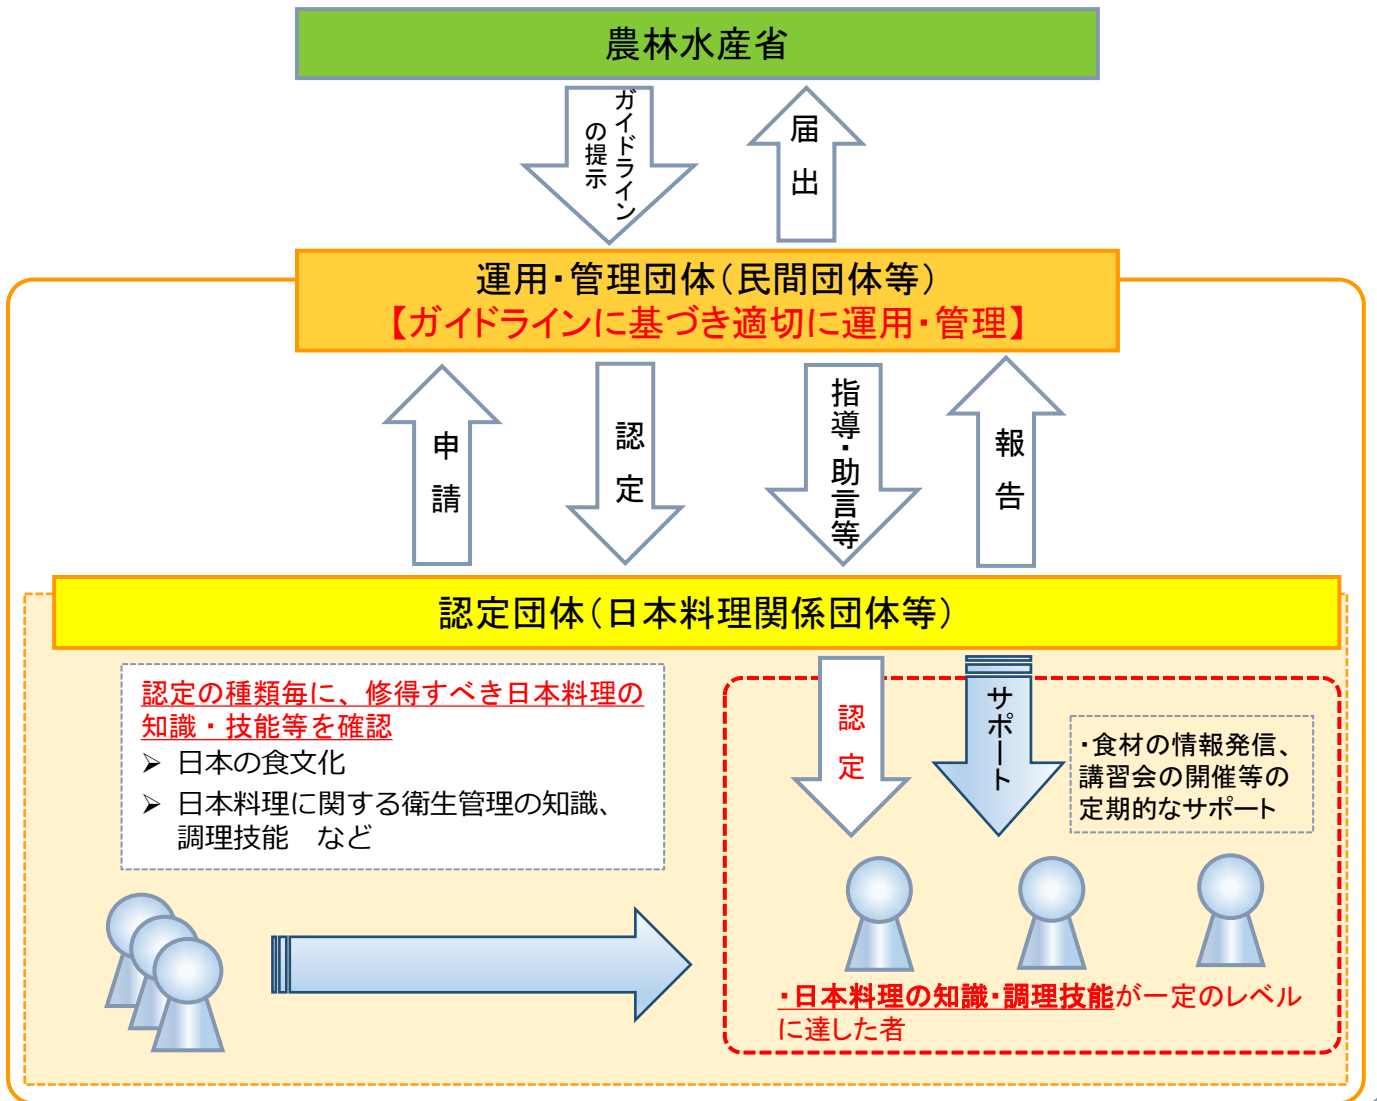 農林水産省
ガイドライン
の提示
届出
運用・管理団体（民間団体等）
【ガイドラインに基づき適切に運用・管理】
申請
認定
指導・助言等
報告
認定団体（日本料理関係団体等）
認定の種類毎に、修得すべき日本料理の
知識・技能等を確認
➢ 日本の食文化
➢ 日本料理に関する衛生管理の知識、
調理技能　など
認定
サポート
・食材の情報発信、
講習会の開催等の
定期的なサポート
・日本料理の知識・調理技能が一定のレベル
に達した者